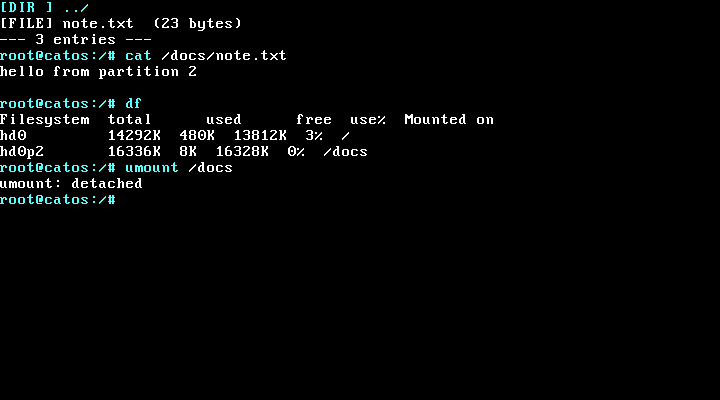 [DIR ] ../
[FILE] note.txt  (23 bytes)
--- 3 entries ---
root@catos:/# cat /docs/note.txt
hello from partition 2
root@catos:/# df
Filesystem  total      used      free  use%  Mounted on
hd0         14292K  480K  13812K  3%  /
hd0p2       16336K  8K  16328K  0%  /docs
root@catos:/# umount /docs
umount: detached
root@catos:/#